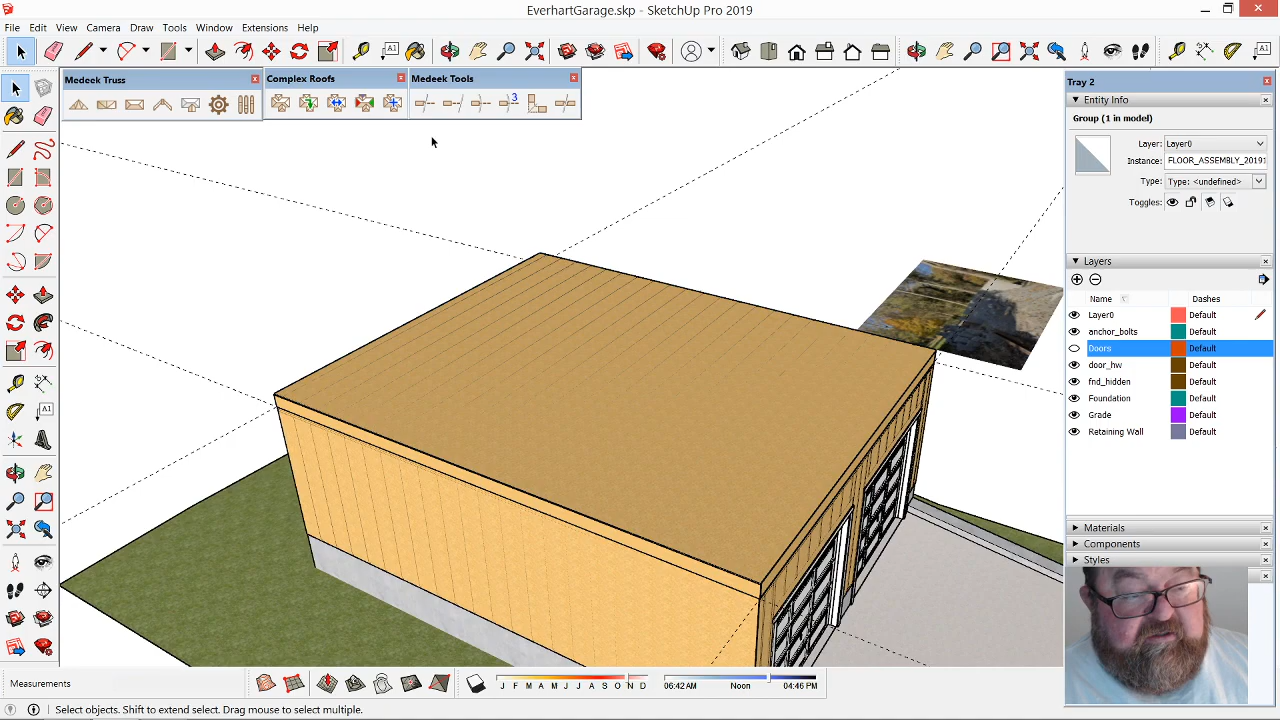 EverhartGarage.skp - SketchUp Pro 2019
File Edit View Camera Draw Tools Window Extensions Help
A1
Medeek Truss
Complex Roofs
Medeek Tools
3
Tray 2
Entity Info
Group (1 in model)
Layer: Layer0
Instance: FLOOR_ASSEMBLY_20191
Type: Type: <undefined>
Toggles:
Layers
Name Dashes
Layer0 Default
anchor_bolts Default
Doors Default
door_hw Default
fnd_hidden Default
Foundation Default
Grade Default
Retaining Wall Default
Materials
Components
Styles
A1
Measurements
J F M A M J J A S O N D
06:42 AM Noon 04:46 PM
Select objects. Shift to extend select. Drag mouse to select multiple.